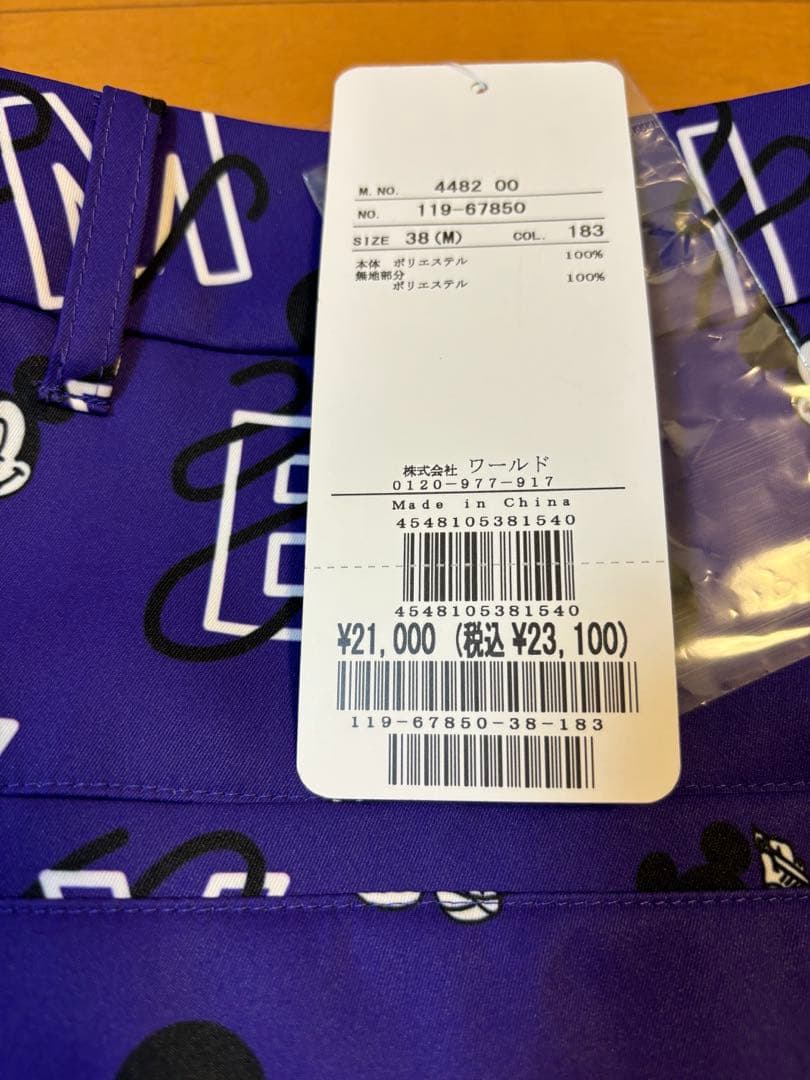 M. NO. 4482 00
NO. 119-67850
SIZE 38(M) COL. 183
本体 ポリエステル 100%
無地部分
ポリエステル 100%
株式会社 ワールド
0120-977-917
Made in China
4548105381540
4548105381540
¥21,000 (税込 ¥23,100)
119-67850-38-183